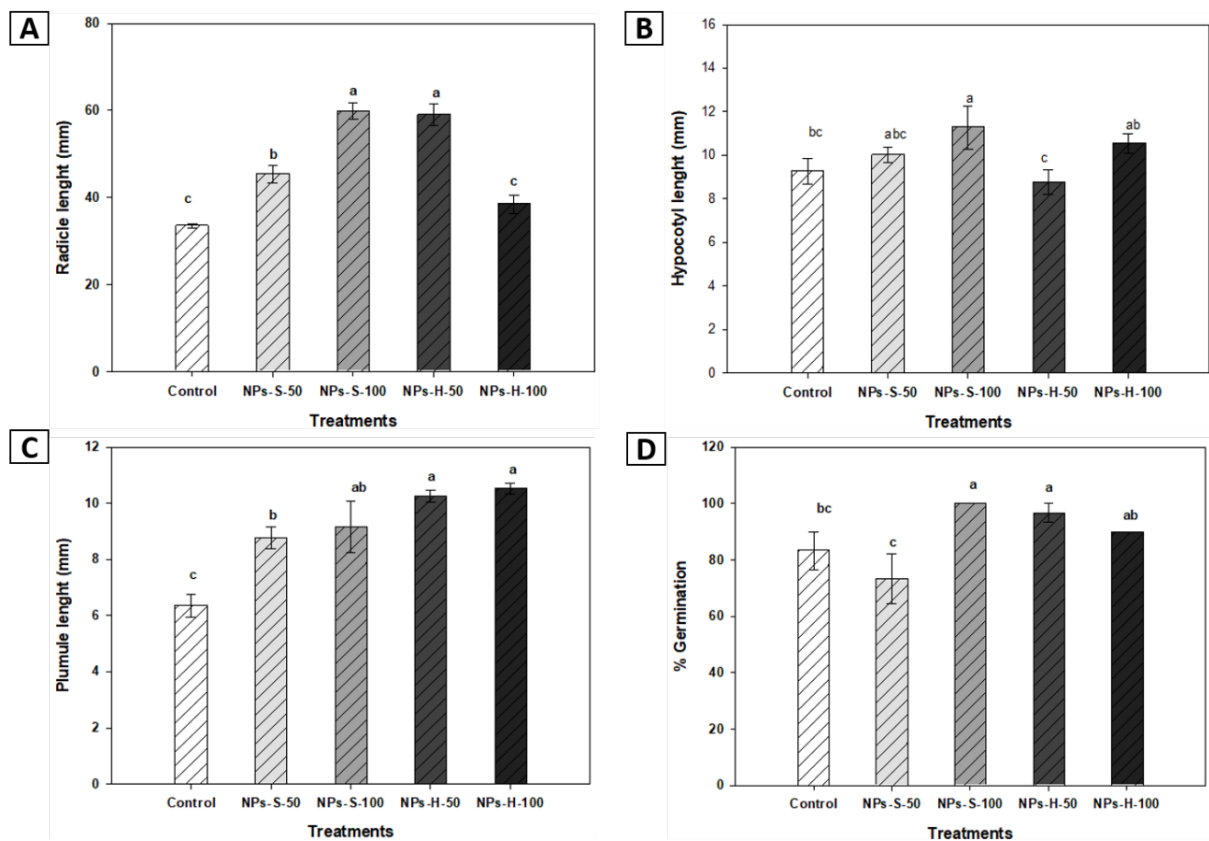 A
Radicle lenght (mm)
80
60
40
20
0
c
b
a
a
c
Control NPs-S-50 NPs-S-100 NPs-H-50 NPs-H-100
Treatments
B
Hypocotyl lenght (mm)
16
14
12
10
8
6
4
2
0
bc
abc
a
c
ab
Control NPs-S-50 NPs-S-100 NPs-H-50 NPs-H-100
Treatments
C
Plumule lenght (mm)
12
10
8
6
4
2
0
c
b
ab
a
a
Control NPs-S-50 NPs-S-100 NPs-H-50 NPs-H-100
Treatments
D
% Germination
120
100
80
60
40
20
0
bc
c
a
a
ab
Control NPs-S-50 NPs-S-100 NPs-H-50 NPs-H-100
Treatments